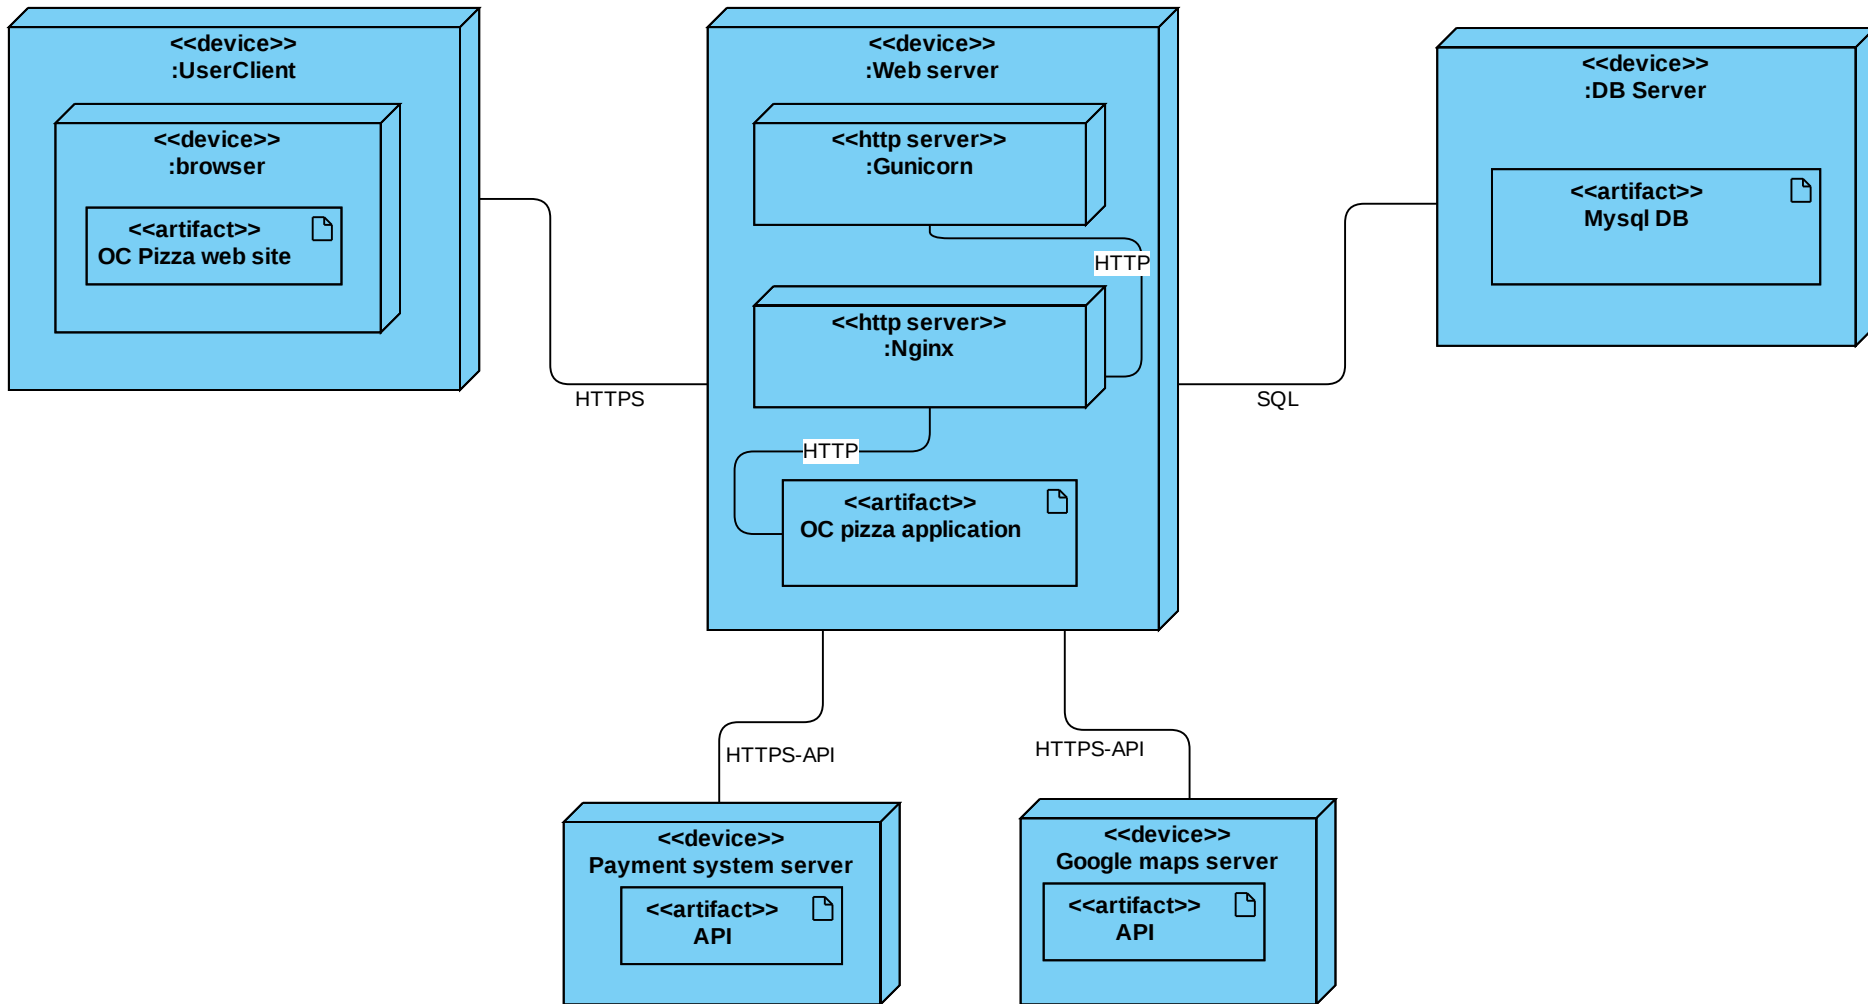 <<device>>
:UserClient
<<device>>
:browser
<<artifact>>
OC Pizza web site
HTTPS
<<device>>
:Web server
<<http server>>
:Gunicorn
HTTP
<<http server>>
:Nginx
HTTP
<<artifact>>
OC pizza application
SQL
<<device>>
:DB Server
<<artifact>>
Mysql DB
HTTPS-API
<<device>>
Payment system server
<<artifact>>
API
HTTPS-API
<<device>>
Google maps server
<<artifact>>
API